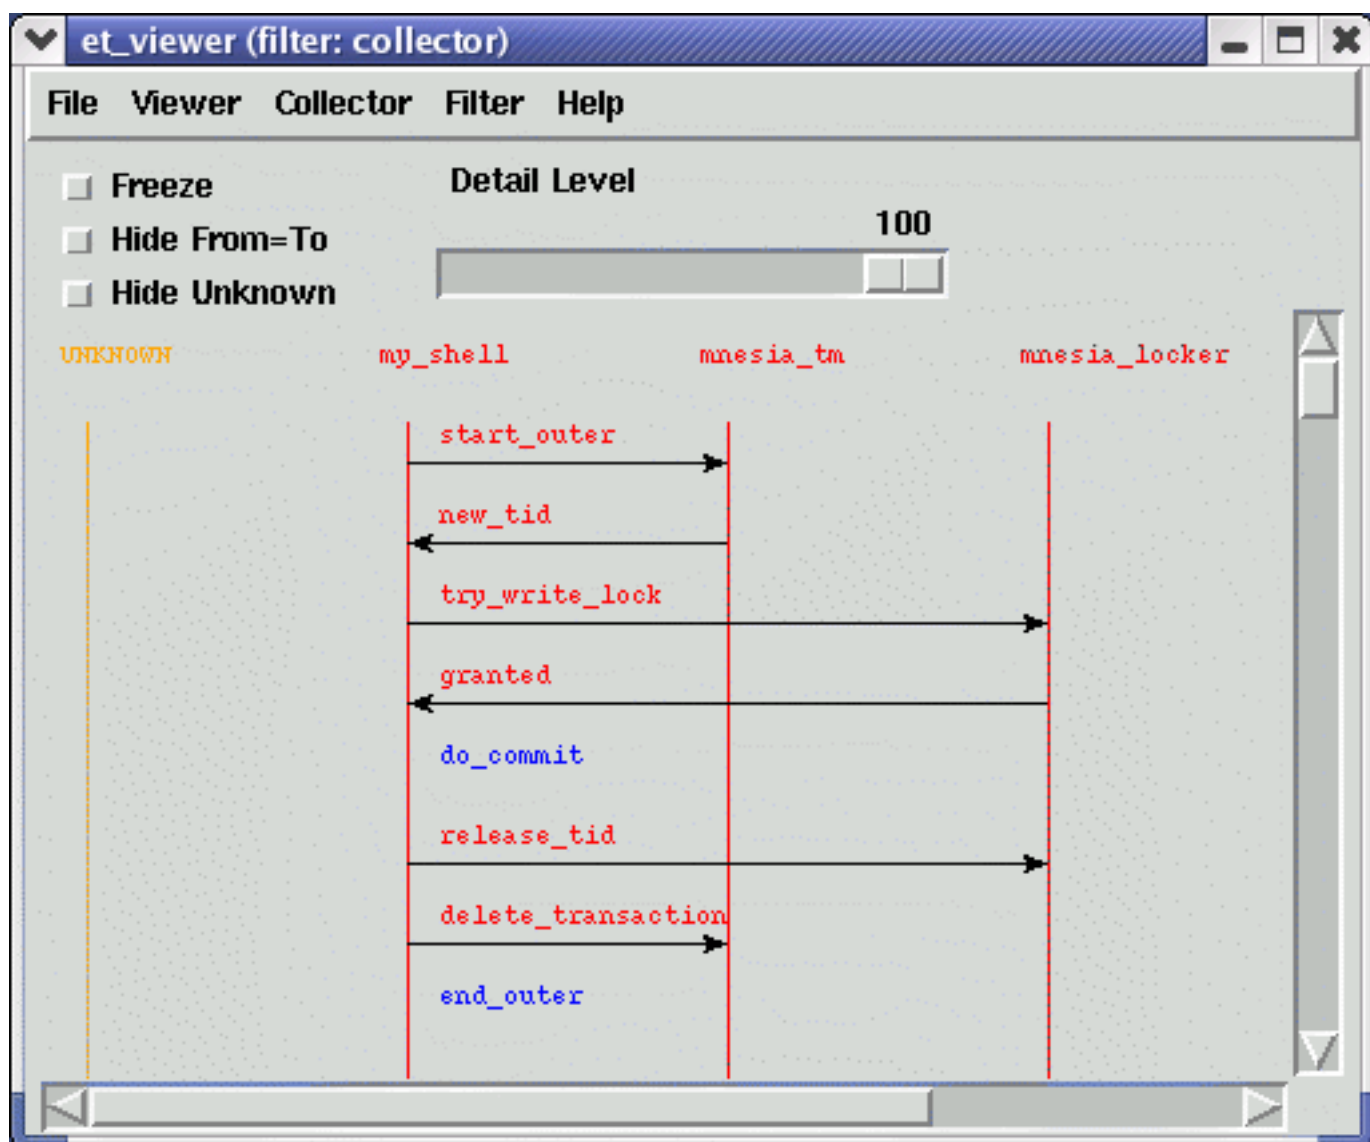 et_viewer (filter: collector)
File Viewer Collector Filter Help
Freeze
Detail Level
Hide From=To
100
Hide Unknown
UNKNOWN my_shell mnesia_tm mnesia_locker
start_outer
new_tid
try_write_lock
granted
do_commit
release_tid
delete_transaction
end_outer